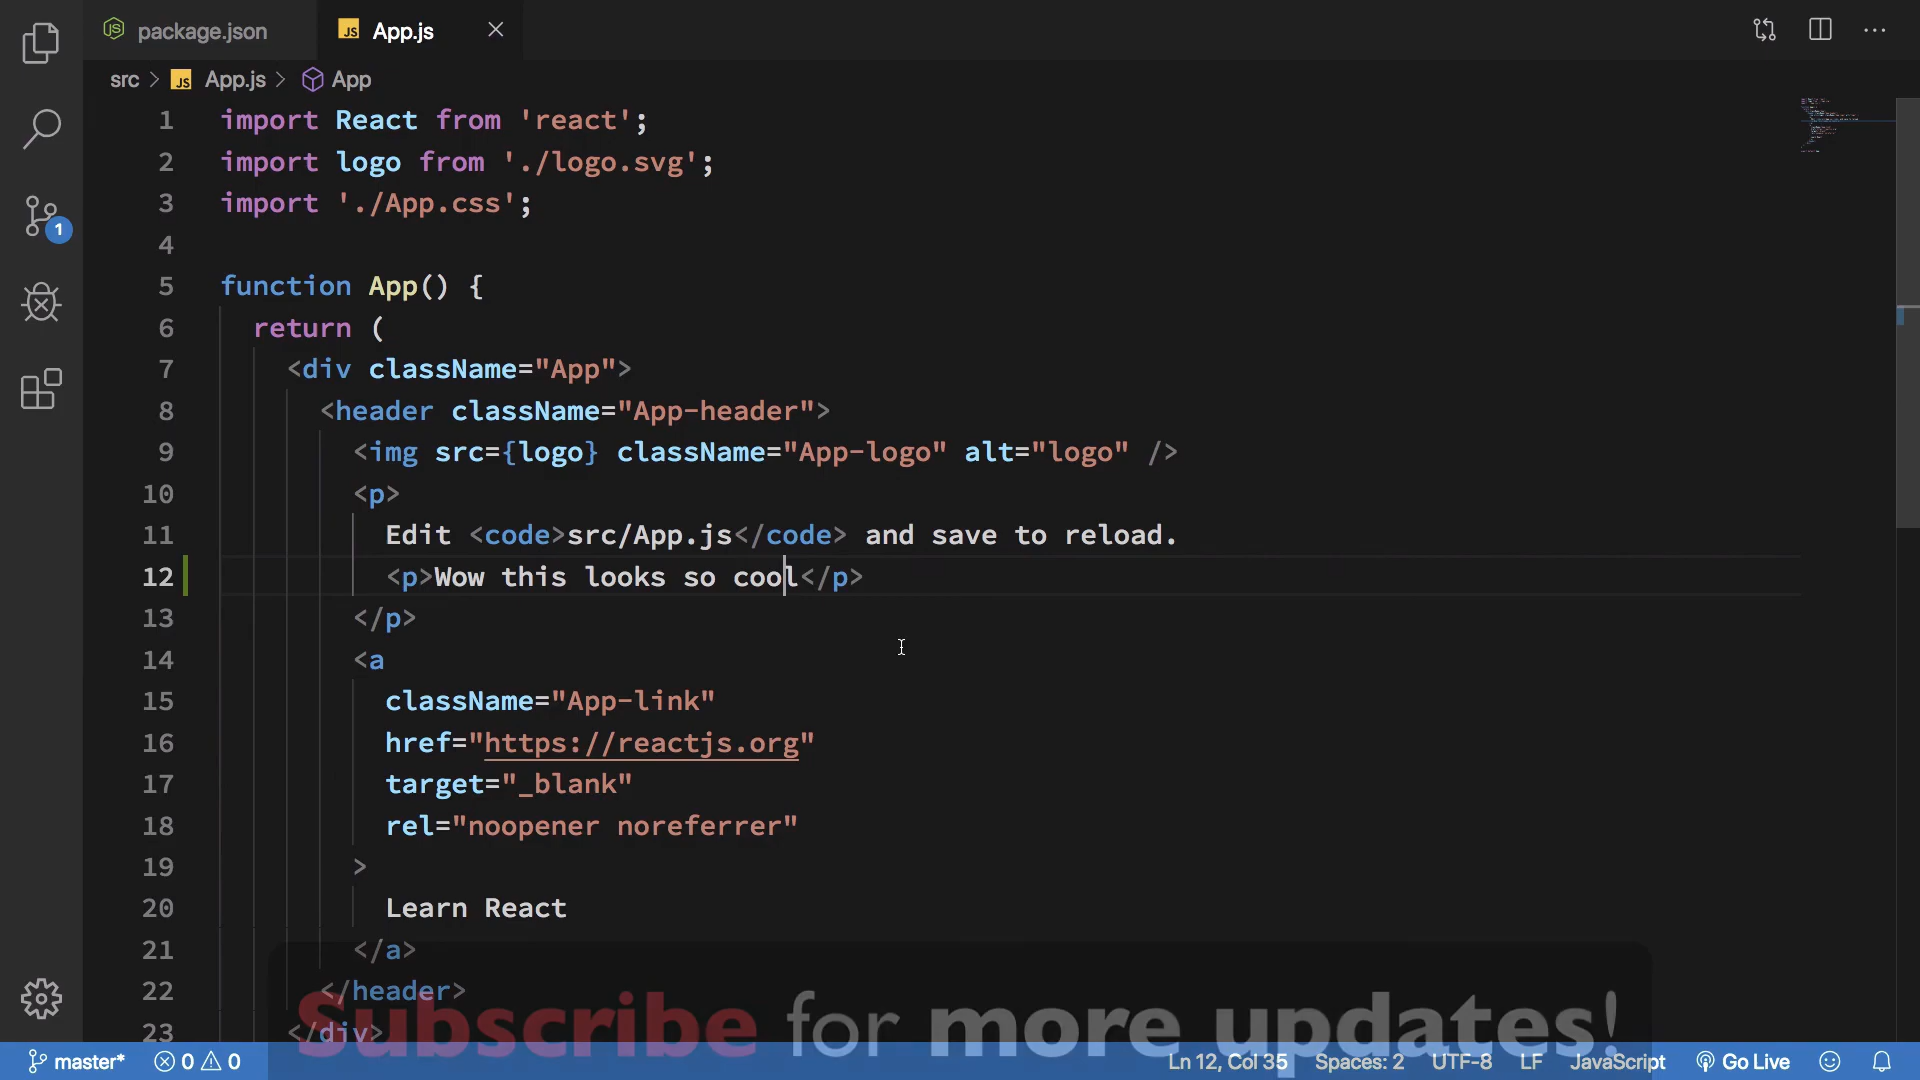 package.json
App.js
src > App.js > App
1 import React from 'react';
2 import logo from './logo.svg';
3 import './App.css';
4
5 function App() {
6 return (
7 <div className="App">
8 <header className="App-header">
9 <img src={logo} className="App-logo" alt="logo" />
10 <p>
11 Edit <code>src/App.js</code> and save to reload.
12 <p>Wow this looks so cool</p>
13 </p>
14 <a
15 className="App-link"
16 href="https://reactjs.org"
17 target="_blank"
18 rel="noopener noreferrer"
19 >
20 Learn React
21 </a>
22 </header>
23 </div>
1
Subscribe for more updates!
master* 0 0 Ln 12, Col 35 Spaces: 2 UTF-8 LF JavaScript Go Live